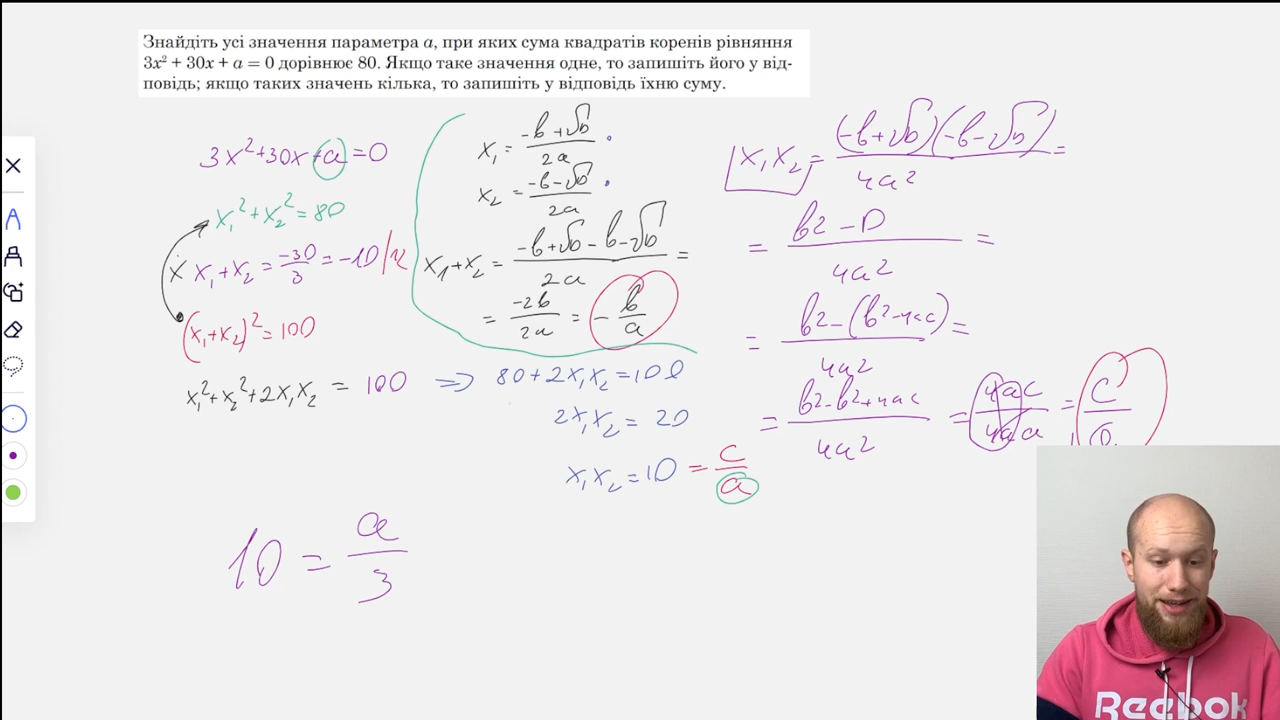 Знайдіть усі значення параметра a, при яких сума квадратів коренів рівняння
3x² + 30x + a = 0 дорівнює 80. Якщо таке значення одне, то запишіть його у від-
повідь; якщо таких значень кілька, то запишіть у відповідь їхню суму.
3x²+30x+a=0
x₁²+x₂²=80
x₁+x₂=-30/3=-10
(x₁+x₂)²=100
x₁²+x₂²+2x₁x₂ = 100 => 80+2x₁x₂=100
2x₁x₂=20
x₁x₂=10=c/a
10=a/3
x₁=(-b+√D)/2a
x₂=(-b-√D)/2a
x₁+x₂=(-b+√D-b-√D)/2a=
=-2b/2a=-b/a
x₁x₂=(-b+√D)(-b-√D)/4a²=
=(b²-D)/4a²=
=(b²-(b²-4ac))/4a²=
=(b²-b²+4ac)/4a²=4ac/4aa=c/a
Reebok